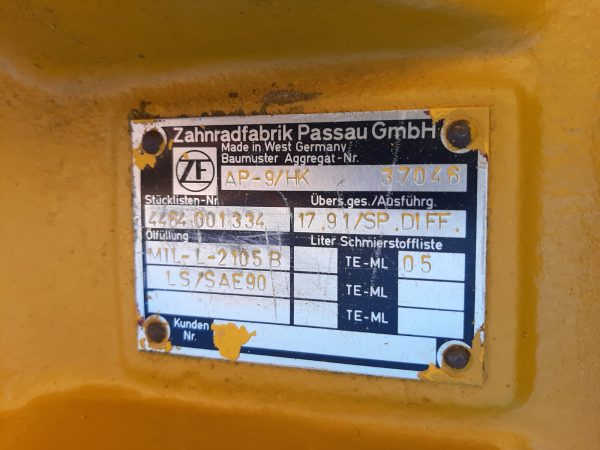 Zahnradfabrik Passau GmbH
Made in West Germany
Baumuster Aggregat-Nr.
ZF AP-9/HK 37046
Stücklisten-Nr. Übers.ges./Ausführg.
4464 001 334 17,91/SP.DIFF.
Ölfüllung Liter Schmierstoffliste
MIL-L-2105 B TE-ML 05
LS/SAE90 TE-ML
TE-ML
Kunden
Nr.